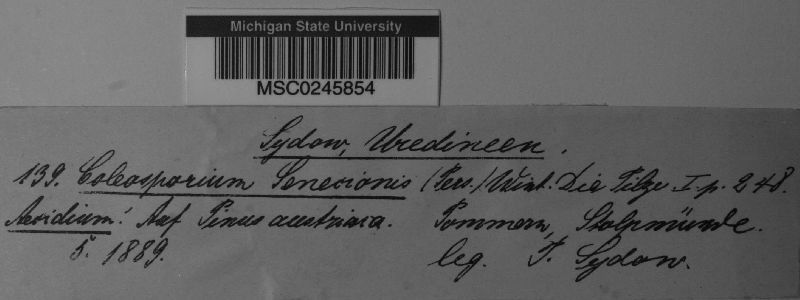 Michigan State University
MSC0245854
Sydow, Uredineen.
139. Coleosporium Senecionis (Pers.) Wint. Die Pilze I. p. 248.
Aecidium! Auf Pinus austriaca. Pommern, Stolpmünde.
5. 1889. leg. P. Sydow.